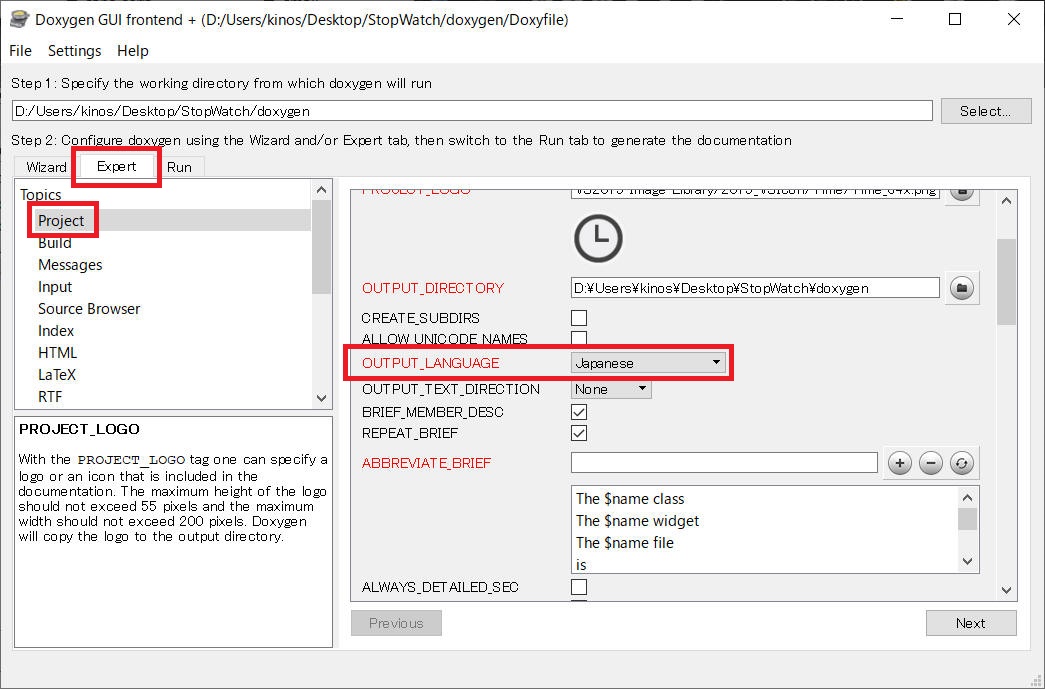 Doxygen GUI frontend + (D:/Users/kinos/Desktop/StopWatch/doxygen/Doxyfile)
File Settings Help
Step 1: Specify the working directory from which doxygen will run
D:/Users/kinos/Desktop/StopWatch/doxygen
Select...
Step 2: Configure doxygen using the Wizard and/or Expert tab, then switch to the Run tab to generate the documentation
Wizard Expert Run
Topics
Project
Build
Messages
Input
Source Browser
Index
HTML
LaTeX
RTF
PROJECT_LOGO
With the PROJECT_LOGO tag one can specify a
logo or an icon that is included in the
documentation. The maximum height of the logo
should not exceed 55 pixels and the maximum
width should not exceed 200 pixels. Doxygen
will copy the logo to the output directory.
PROJECT_LOGO
OUTPUT_DIRECTORY D:¥Users¥kinos¥Desktop¥StopWatch¥doxygen
CREATE_SUBDIRS
ALLOW_UNICODE_NAMES
OUTPUT_LANGUAGE Japanese
OUTPUT_TEXT_DIRECTION None
BRIEF_MEMBER_DESC
REPEAT_BRIEF
ABBREVIATE_BRIEF
The $name class
The $name widget
The $name file
is
ALWAYS_DETAILED_SEC
Previous
Next